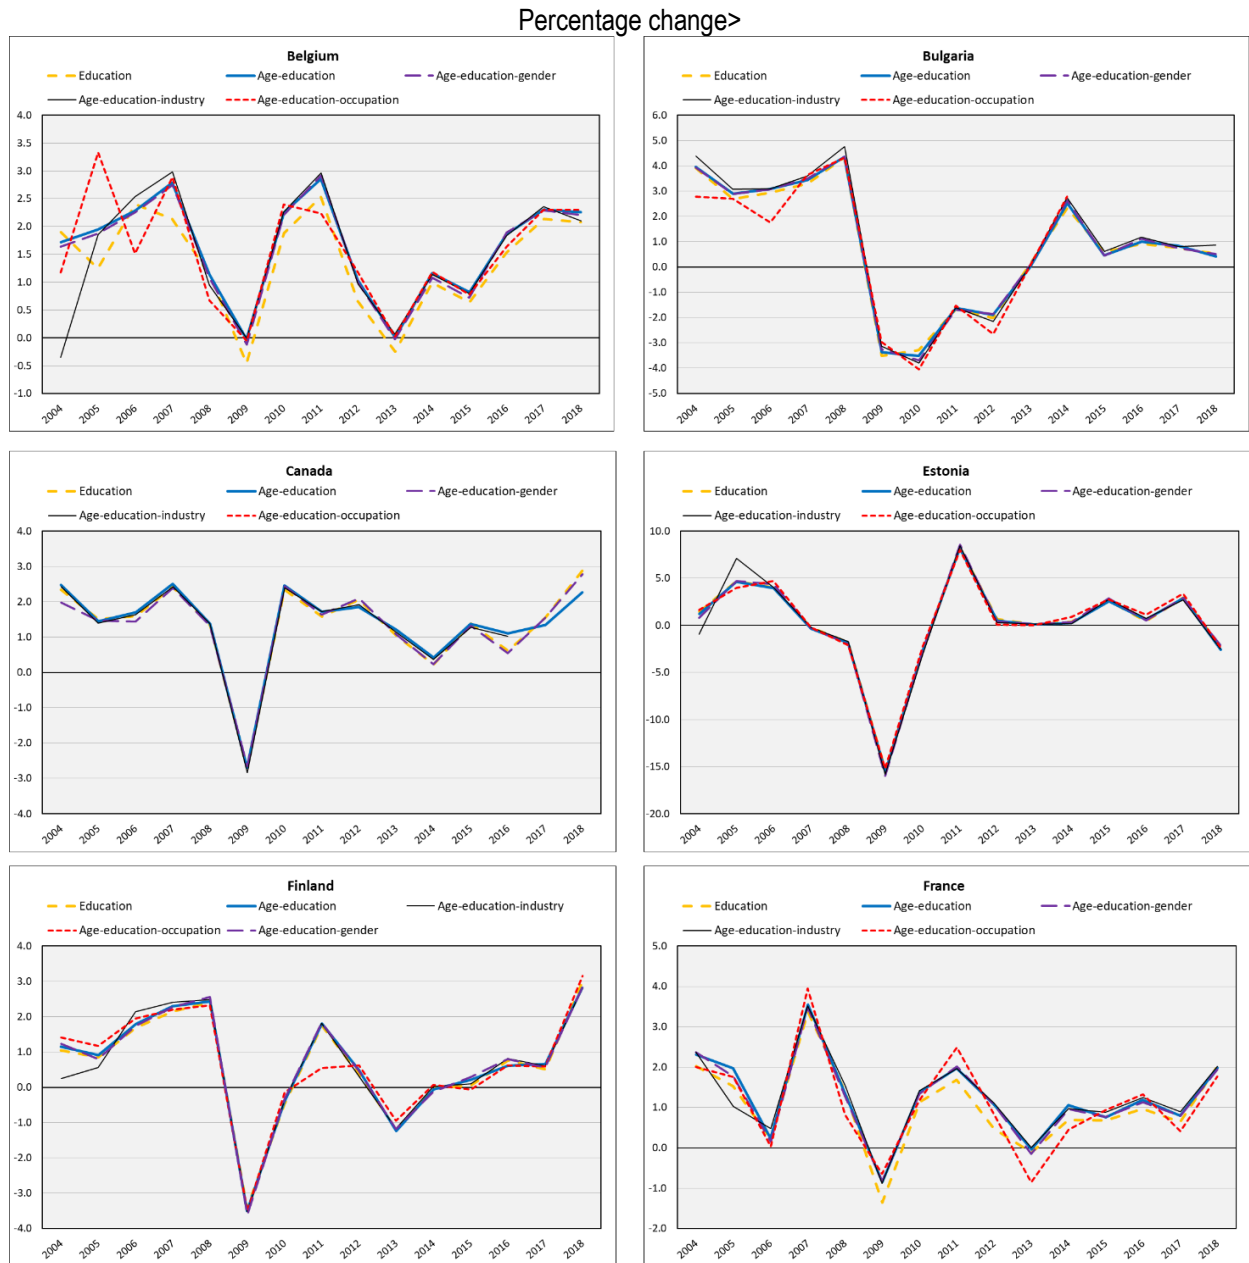 Percentage change>
Belgium
Education Age-education Age-education-gender
Age-education-industry Age-education-occupation
4.0
3.5
3.0
2.5
2.0
1.5
1.0
0.5
0.0
-0.5
-1.0
2004 2005 2006 2007 2008 2009 2010 2011 2012 2013 2014 2015 2016 2017 2018
Bulgaria
Education Age-education Age-education-gender
Age-education-industry Age-education-occupation
6.0
5.0
4.0
3.0
2.0
1.0
0.0
-1.0
-2.0
-3.0
-4.0
-5.0
2004 2005 2006 2007 2008 2009 2010 2011 2012 2013 2014 2015 2016 2017 2018
Canada
Education Age-education Age-education-gender
Age-education-industry Age-education-occupation
4.0
3.0
2.0
1.0
0.0
-1.0
-2.0
-3.0
-4.0
2004 2005 2006 2007 2008 2009 2010 2011 2012 2013 2014 2015 2016 2017 2018
Estonia
Education Age-education Age-education-gender
Age-education-industry Age-education-occupation
10.0
5.0
0.0
-5.0
-10.0
-15.0
-20.0
2004 2005 2006 2007 2008 2009 2010 2011 2012 2013 2014 2015 2016 2017 2018
Finland
Education Age-education Age-education-industry
Age-education-occupation Age-education-gender
4.0
3.0
2.0
1.0
0.0
-1.0
-2.0
-3.0
-4.0
2004 2005 2006 2007 2008 2009 2010 2011 2012 2013 2014 2015 2016 2017 2018
France
Education Age-education Age-education-gender
Age-education-industry Age-education-occupation
5.0
4.0
3.0
2.0
1.0
0.0
-1.0
-2.0
2004 2005 2006 2007 2008 2009 2010 2011 2012 2013 2014 2015 2016 2017 2018